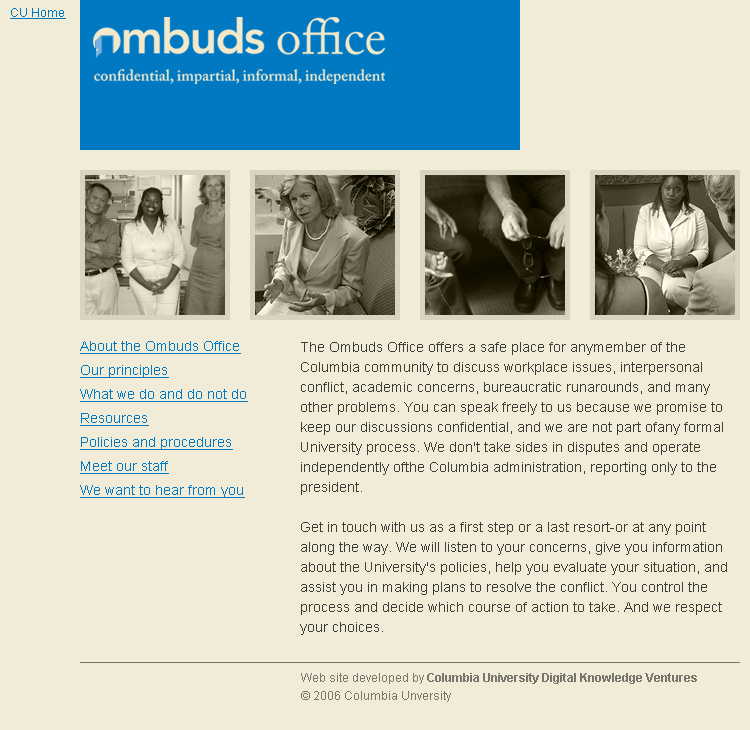 CU Home
ombuds office
confidential, impartial, informal, independent
About the Ombuds Office
Our principles
What we do and do not do
Resources
Policies and procedures
Meet our staff
We want to hear from you
The Ombuds Office offers a safe place for anymember of the
Columbia community to discuss workplace issues, interpersonal
conflict, academic concerns, bureaucratic runarounds, and many
other problems. You can speak freely to us because we promise to
keep our discussions confidential, and we are not part ofany formal
University process. We don't take sides in disputes and operate
independently ofthe Columbia administration, reporting only to the
president.
Get in touch with us as a first step or a last resort-or at any point
along the way. We will listen to your concerns, give you information
about the University's policies, help you evaluate your situation, and
assist you in making plans to resolve the conflict. You control the
process and decide which course of action to take. And we respect
your choices.
Web site developed by Columbia University Digital Knowledge Ventures
© 2006 Columbia Unversity